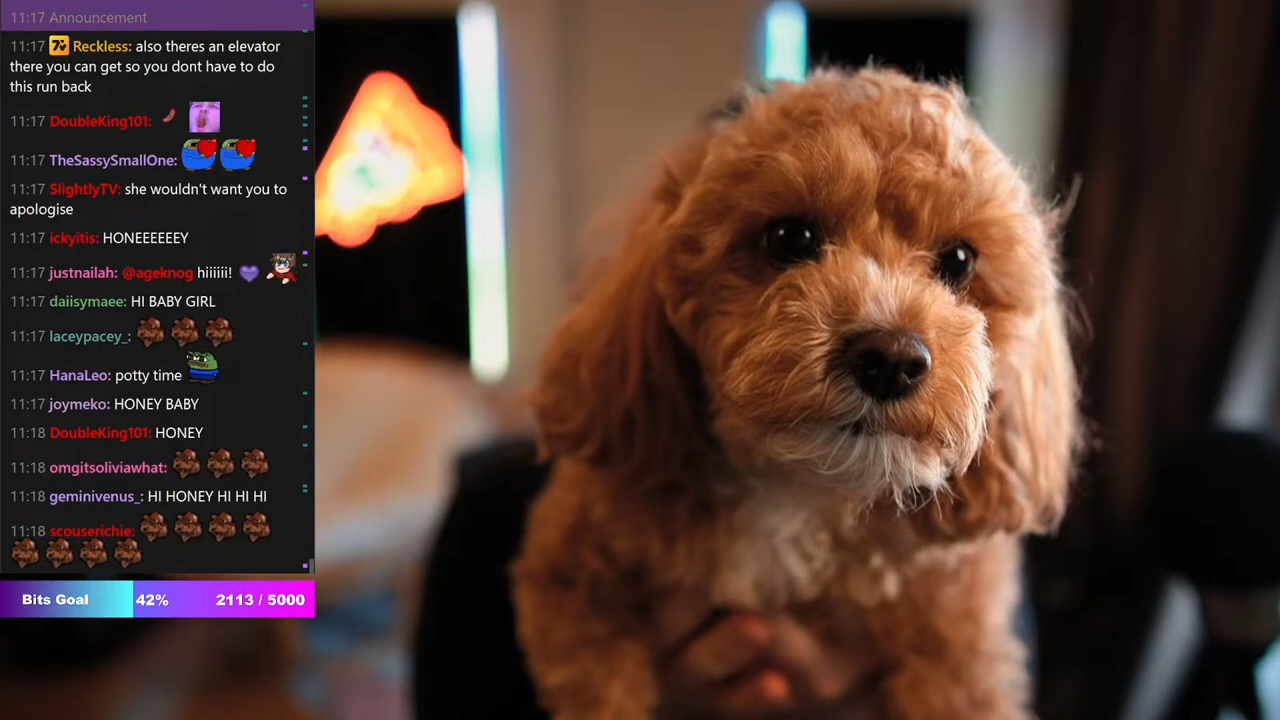 11:17 Announcement
11:17 Reckless: also theres an elevator
there you can get so you dont have to do
this run back
11:17 DoubleKing101:
11:17 TheSassySmallOne:
11:17 SlightlyTV: she wouldn't want you to
apologise
11:17 ickyitis: HONEEEEEEY
11:17 justnailah: @ageknog hiiiiii!
11:17 daiisymaee: HI BABY GIRL
11:17 laceypacey_:
11:17 HanaLeo: potty time
11:17 joymeko: HONEY BABY
11:18 DoubleKing101: HONEY
11:18 omgitsoliviawhat:
11:18 geminivenus_: HI HONEY HI HI HI
11:18 scouserichie:
Bits Goal 42% 2113 / 5000